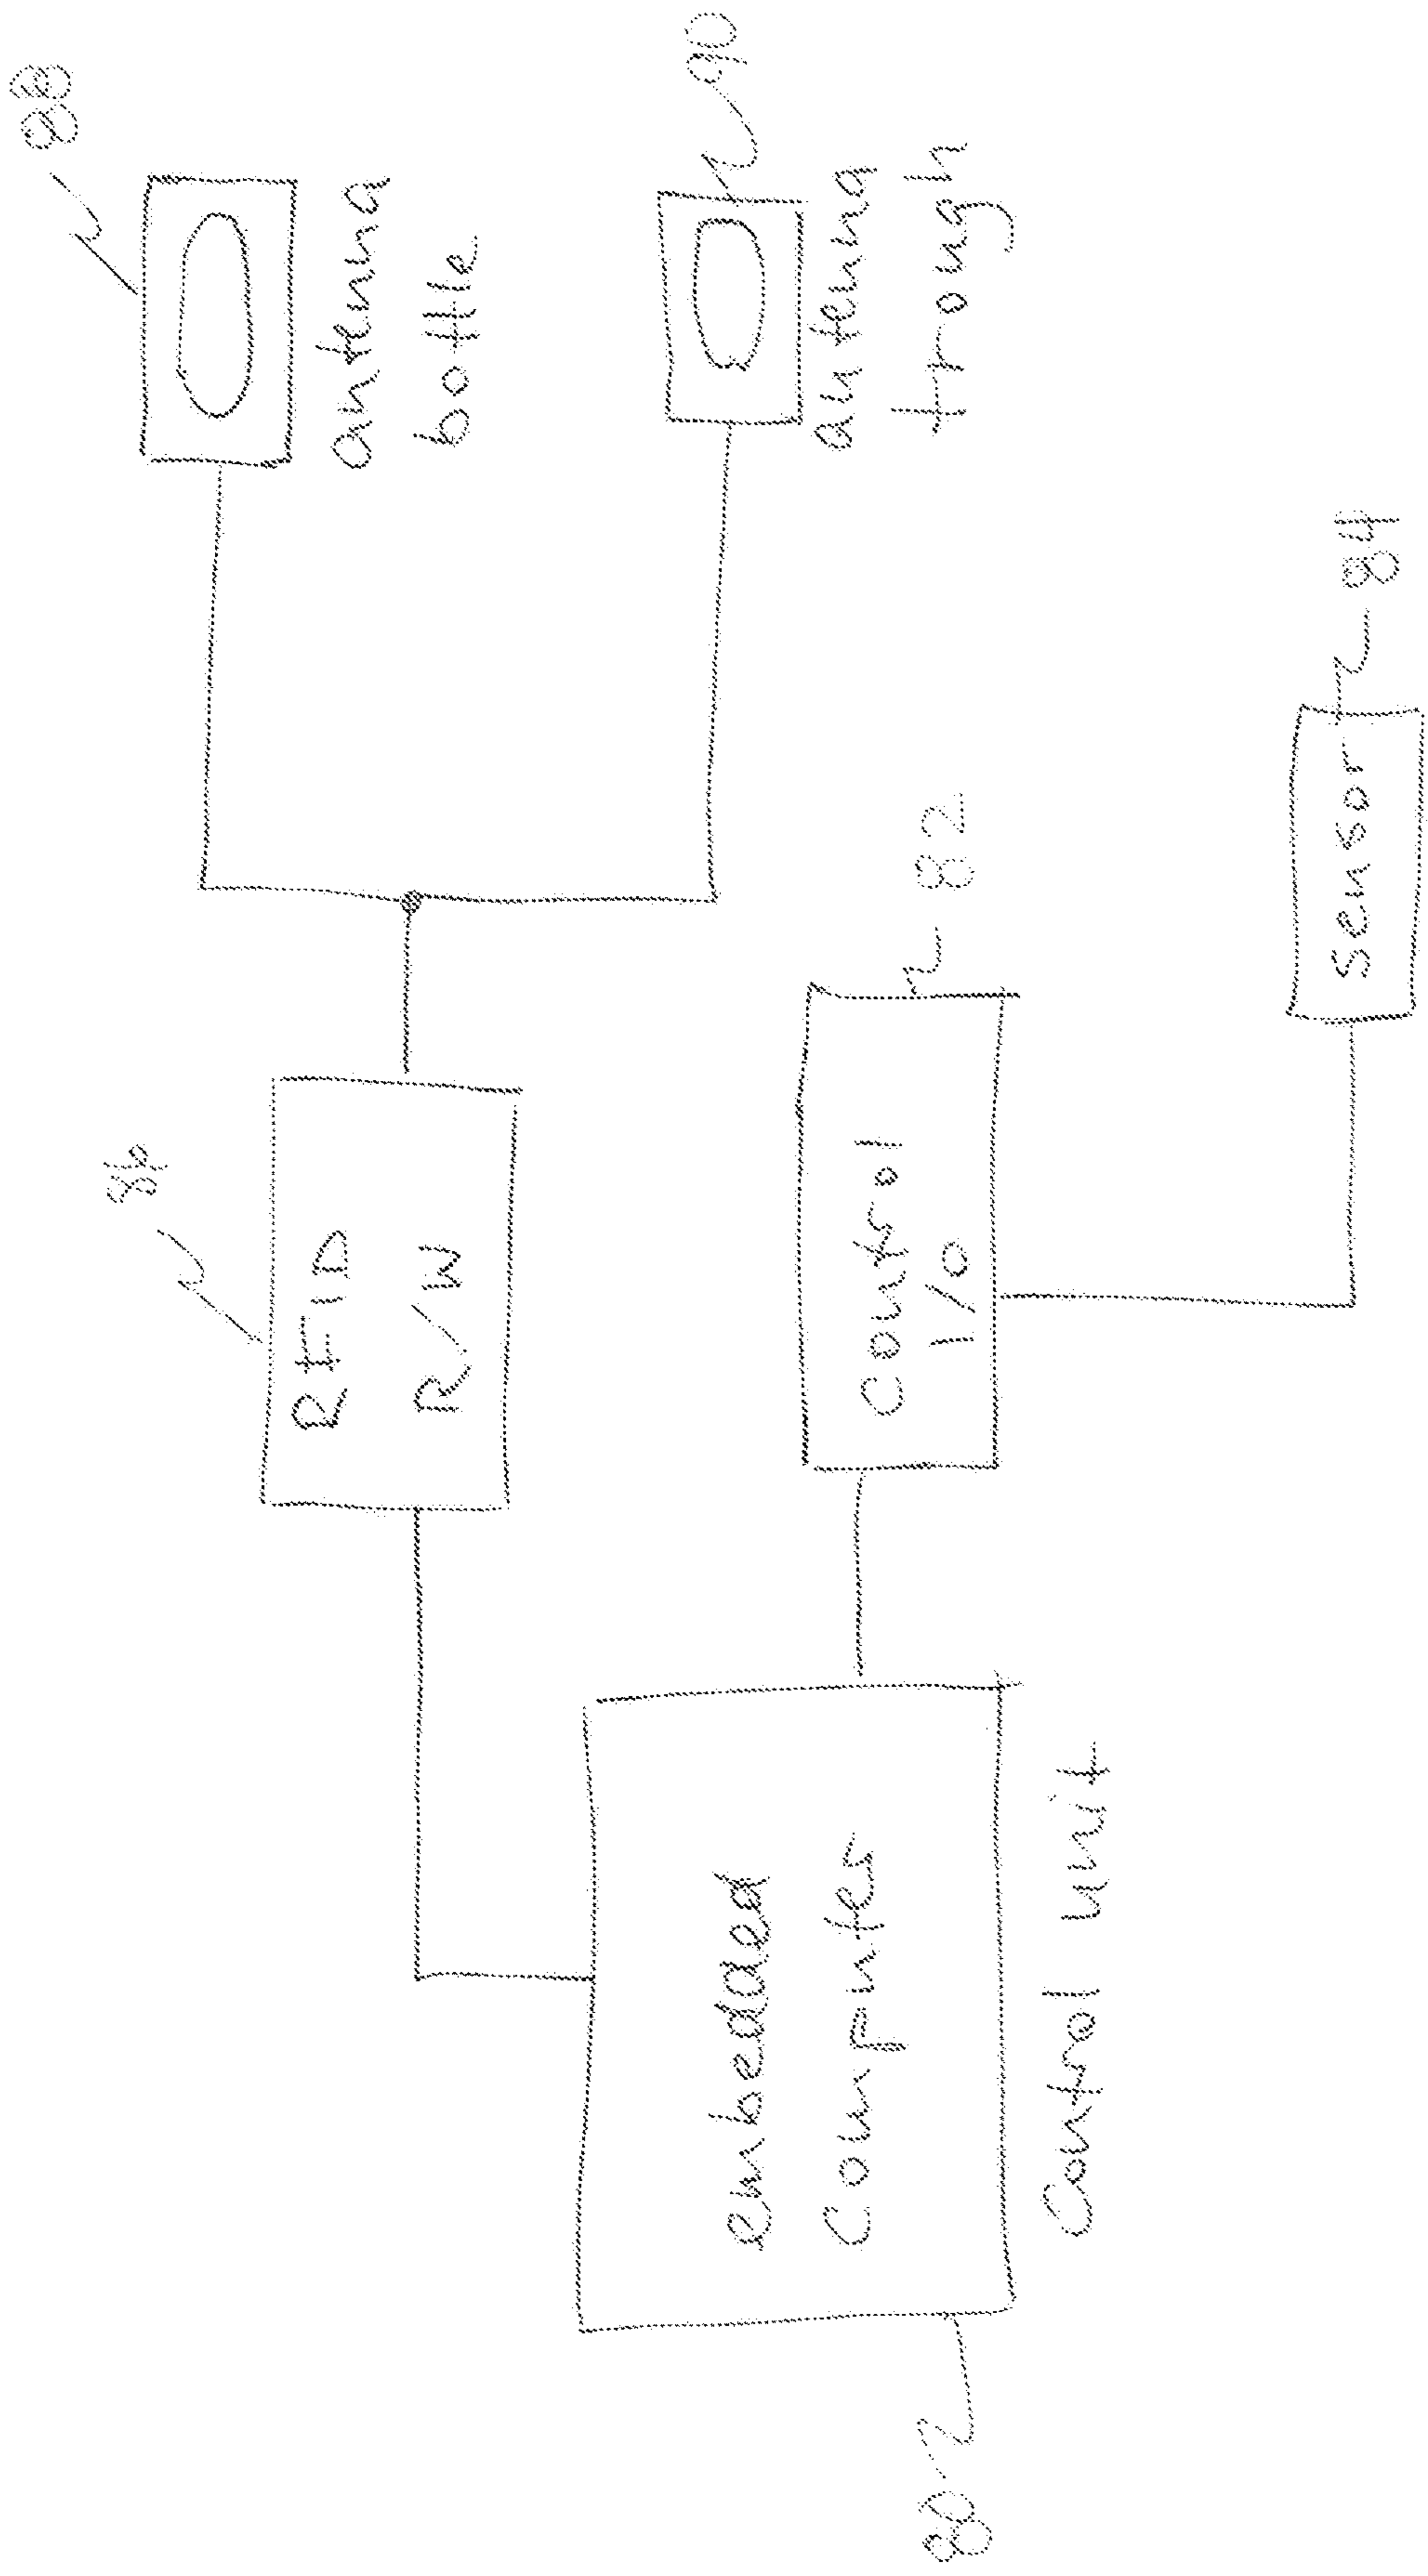 88
antenna
bottle
90
antenna
trough
86
RFID
R/W
82
Control
I/O
84
Sensor
embedded
Computer
Control unit
80